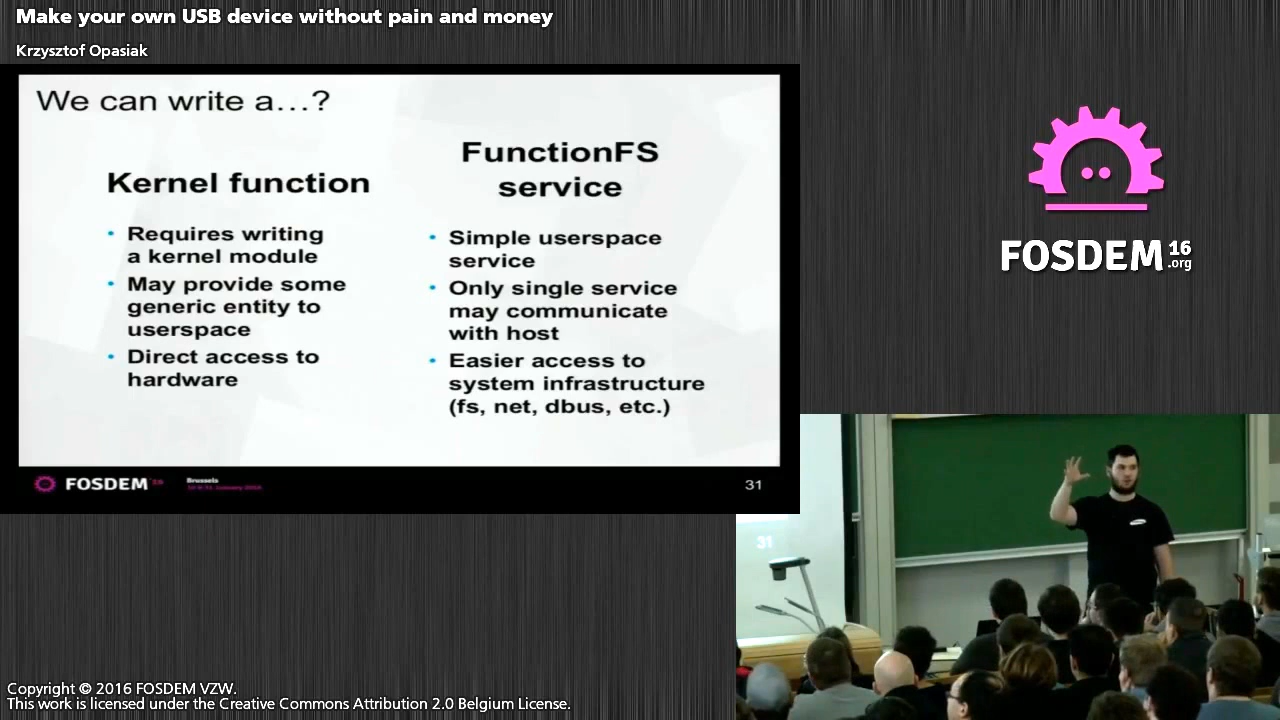 Make your own USB device without pain and money
Krzysztof Opasiak
We can write a...?
Kernel function
• Requires writing
a kernel module
• May provide some
generic entity to
userspace
• Direct access to
hardware
FunctionFS
service
• Simple userspace
service
• Only single service
may communicate
with host
• Easier access to
system infrastructure
(fs, net, dbus, etc.)
FOSDEM
Brussels
31
FOSDEM 16
.org
31
Copyright © 2016 FOSDEM VZW.
This work is licensed under the Creative Commons Attribution 2.0 Belgium License.